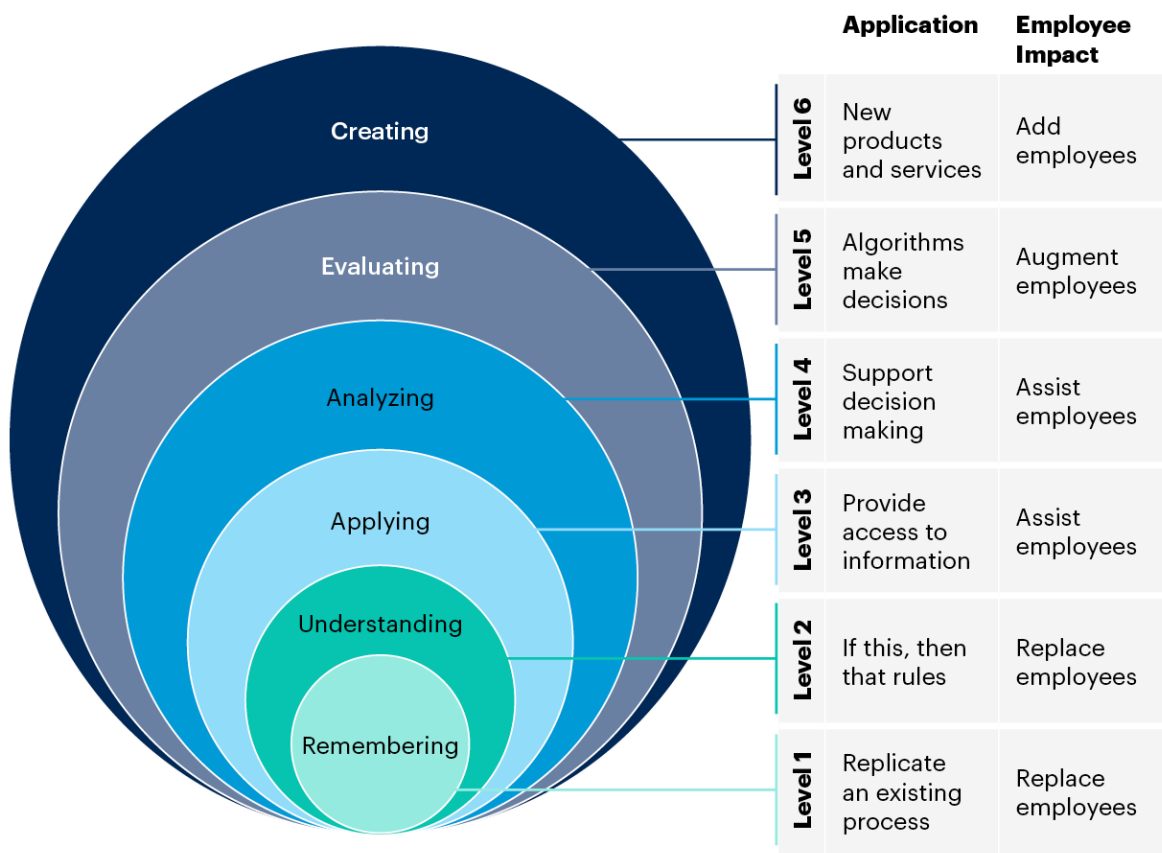 Application
Employee
Impact
Creating
Level 6
New
products
and services
Add
employees
Evaluating
Level 5
Algorithms
make
decisions
Augment
employees
Analyzing
Level 4
Support
decision
making
Assist
employees
Applying
Level 3
Provide
access to
information
Assist
employees
Understanding
Level 2
If this, then
that rules
Replace
employees
Remembering
Level 1
Replicate
an existing
process
Replace
employees